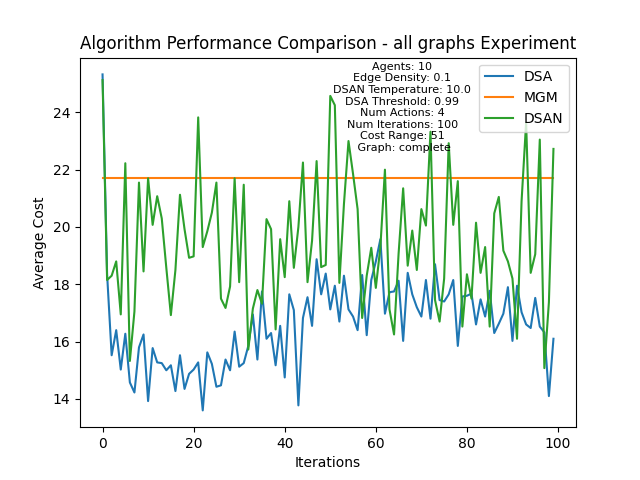 Algorithm Performance Comparison - all graphs Experiment
Agents: 10
Edge Density: 0.1
DSAN Temperature: 10.0
DSA Threshold: 0.99
Num Actions: 4
Num Iterations: 100
Cost Range: 51
Graph: complete
DSA
MGM
DSAN
Average Cost
24
22
20
18
16
14
0
20
40
60
80
100
Iterations